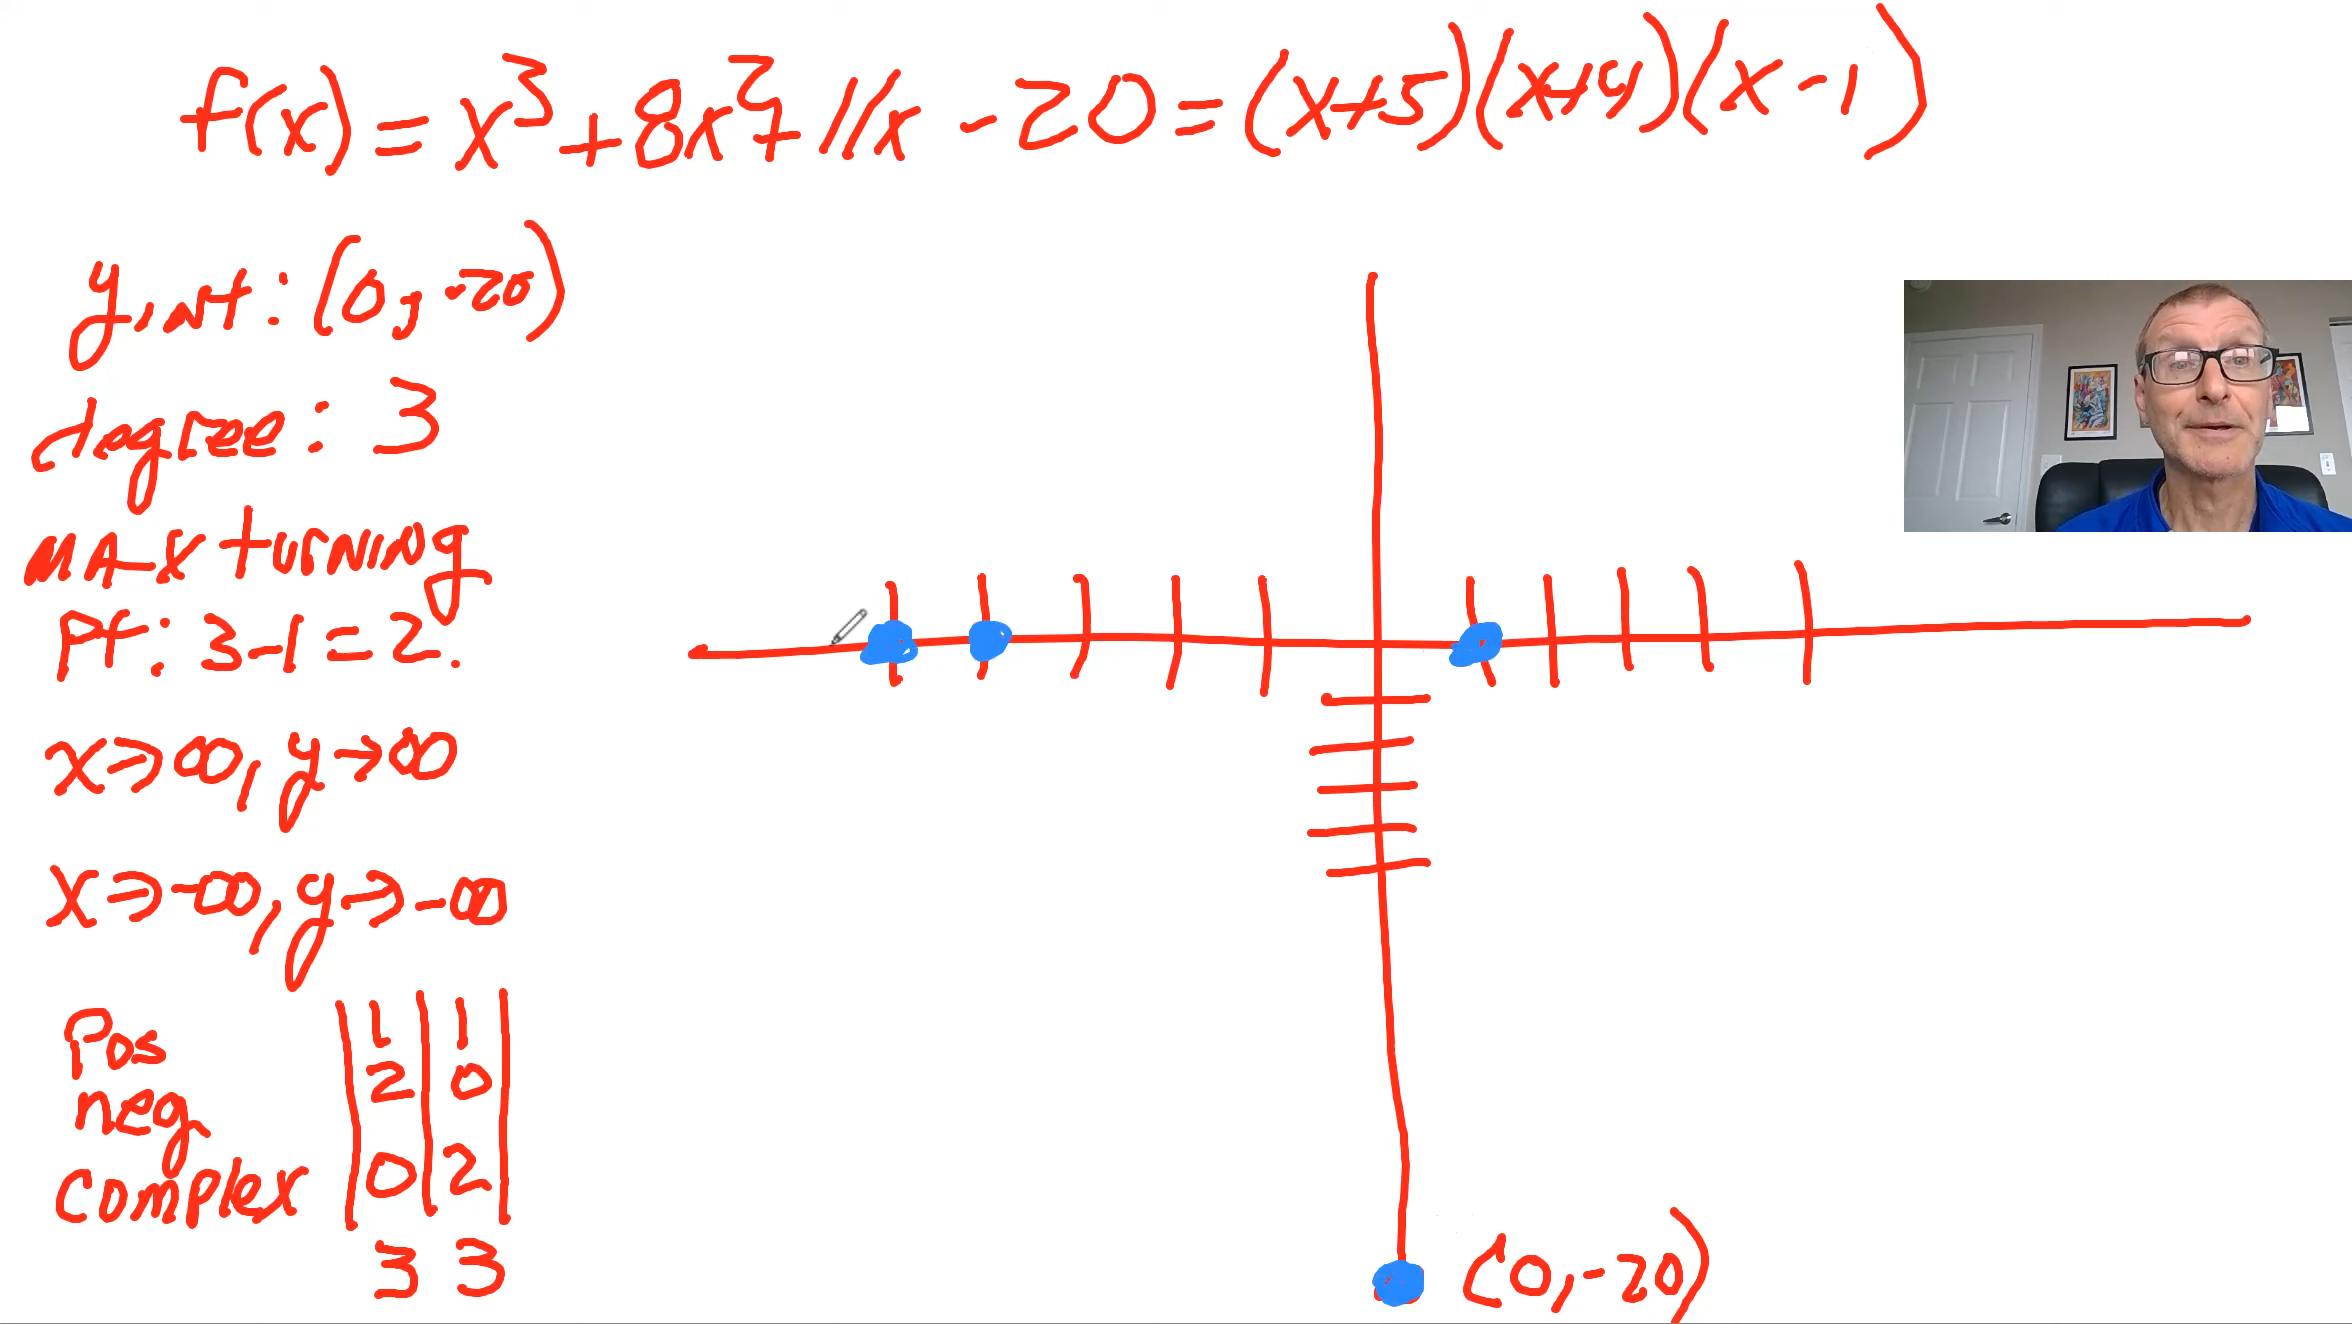 f(x) = x³ + 8x² + 11x - 20 = (x+5)(x+4)(x-1)
y int: (0, -20)
degree: 3
MAX turning
Pt: 3-1 = 2.
x → ∞, y → ∞
x → -∞, y → -∞
Pos 1 1
neg 2 0
complex 0 2
3 3
(0, -20)